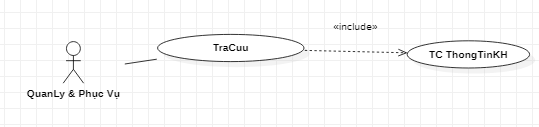 «include»
TraCuu
TC ThongTinKH
QuanLy & Phục Vụ